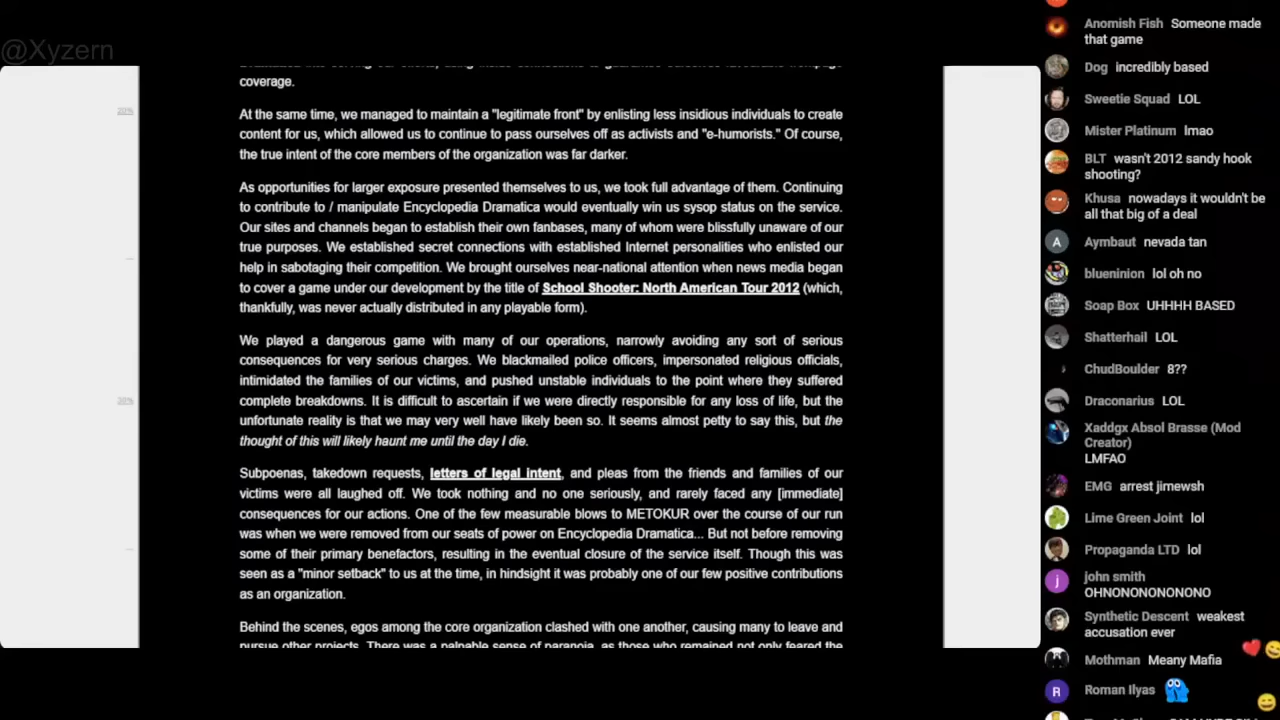 @Xyzern
coverage.
20%
At the same time, we managed to maintain a "legitimate front" by enlisting less insidious individuals to create
content for us, which allowed us to continue to pass ourselves off as activists and "e-humorists." Of course,
the true intent of the core members of the organization was far darker.
As opportunities for larger exposure presented themselves to us, we took full advantage of them. Continuing
to contribute to / manipulate Encyclopedia Dramatica would eventually win us sysop status on the service.
Our sites and channels began to establish their own fanbases, many of whom were blissfully unaware of our
true purposes. We established secret connections with established Internet personalities who enlisted our
help in sabotaging their competition. We brought ourselves near-national attention when news media began
to cover a game under our development by the title of School Shooter: North American Tour 2012 (which,
thankfully, was never actually distributed in any playable form).
We played a dangerous game with many of our operations, narrowly avoiding any sort of serious
consequences for very serious charges. We blackmailed police officers, impersonated religious officials,
intimidated the families of our victims, and pushed unstable individuals to the point where they suffered
complete breakdowns. It is difficult to ascertain if we were directly responsible for any loss of life, but the
unfortunate reality is that we may very well have likely been so. It seems almost petty to say this, but the
thought of this will likely haunt me until the day I die.
Subpoenas, takedown requests, letters of legal intent, and pleas from the friends and families of our
victims were all laughed off. We took nothing and no one seriously, and rarely faced any [immediate]
consequences for our actions. One of the few measurable blows to METOKUR over the course of our run
was when we were removed from our seats of power on Encyclopedia Dramatica... But not before removing
some of their primary benefactors, resulting in the eventual closure of the service itself. Though this was
seen as a "minor setback" to us at the time, in hindsight it was probably one of our few positive contributions
as an organization.
Behind the scenes, egos among the core organization clashed with one another, causing many to leave and
pursue other projects. There was a palpable sense of paranoia, as those who remained not only feared the
Anomish Fish Someone made
that game
Dog incredibly based
Sweetie Squad LOL
Mister Platinum lmao
BLT wasn't 2012 sandy hook
shooting?
Khusa nowadays it wouldn't be
all that big of a deal
A
Aymbaut nevada tan
blueninion lol oh no
Soap Box UHHHH BASED
Shatterhail LOL
ChudBoulder 8??
Draconarius LOL
Xaddgx Absol Brasse (Mod
Creator)
LMFAO
EMG arrest jimewsh
Lime Green Joint lol
Propaganda LTD lol
j
john smith
OHNONONONONONO
Synthetic Descent weakest
accusation ever
Mothman Meany Mafia
R
Roman Ilyas